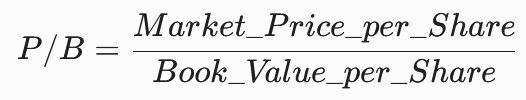 P/B = Market_Price_per_Share
Book_Value_per_Share